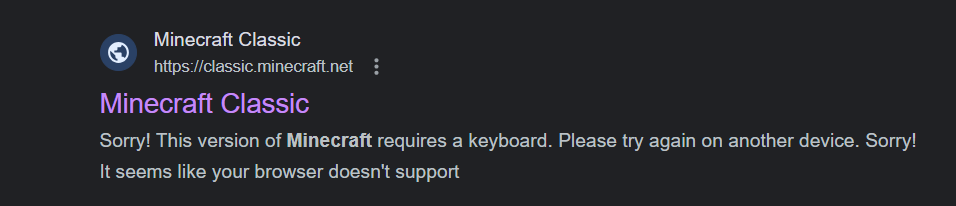 Minecraft Classic
https://classic.minecraft.net
Minecraft Classic
Sorry! This version of Minecraft requires a keyboard. Please try again on another device. Sorry!
It seems like your browser doesn't support